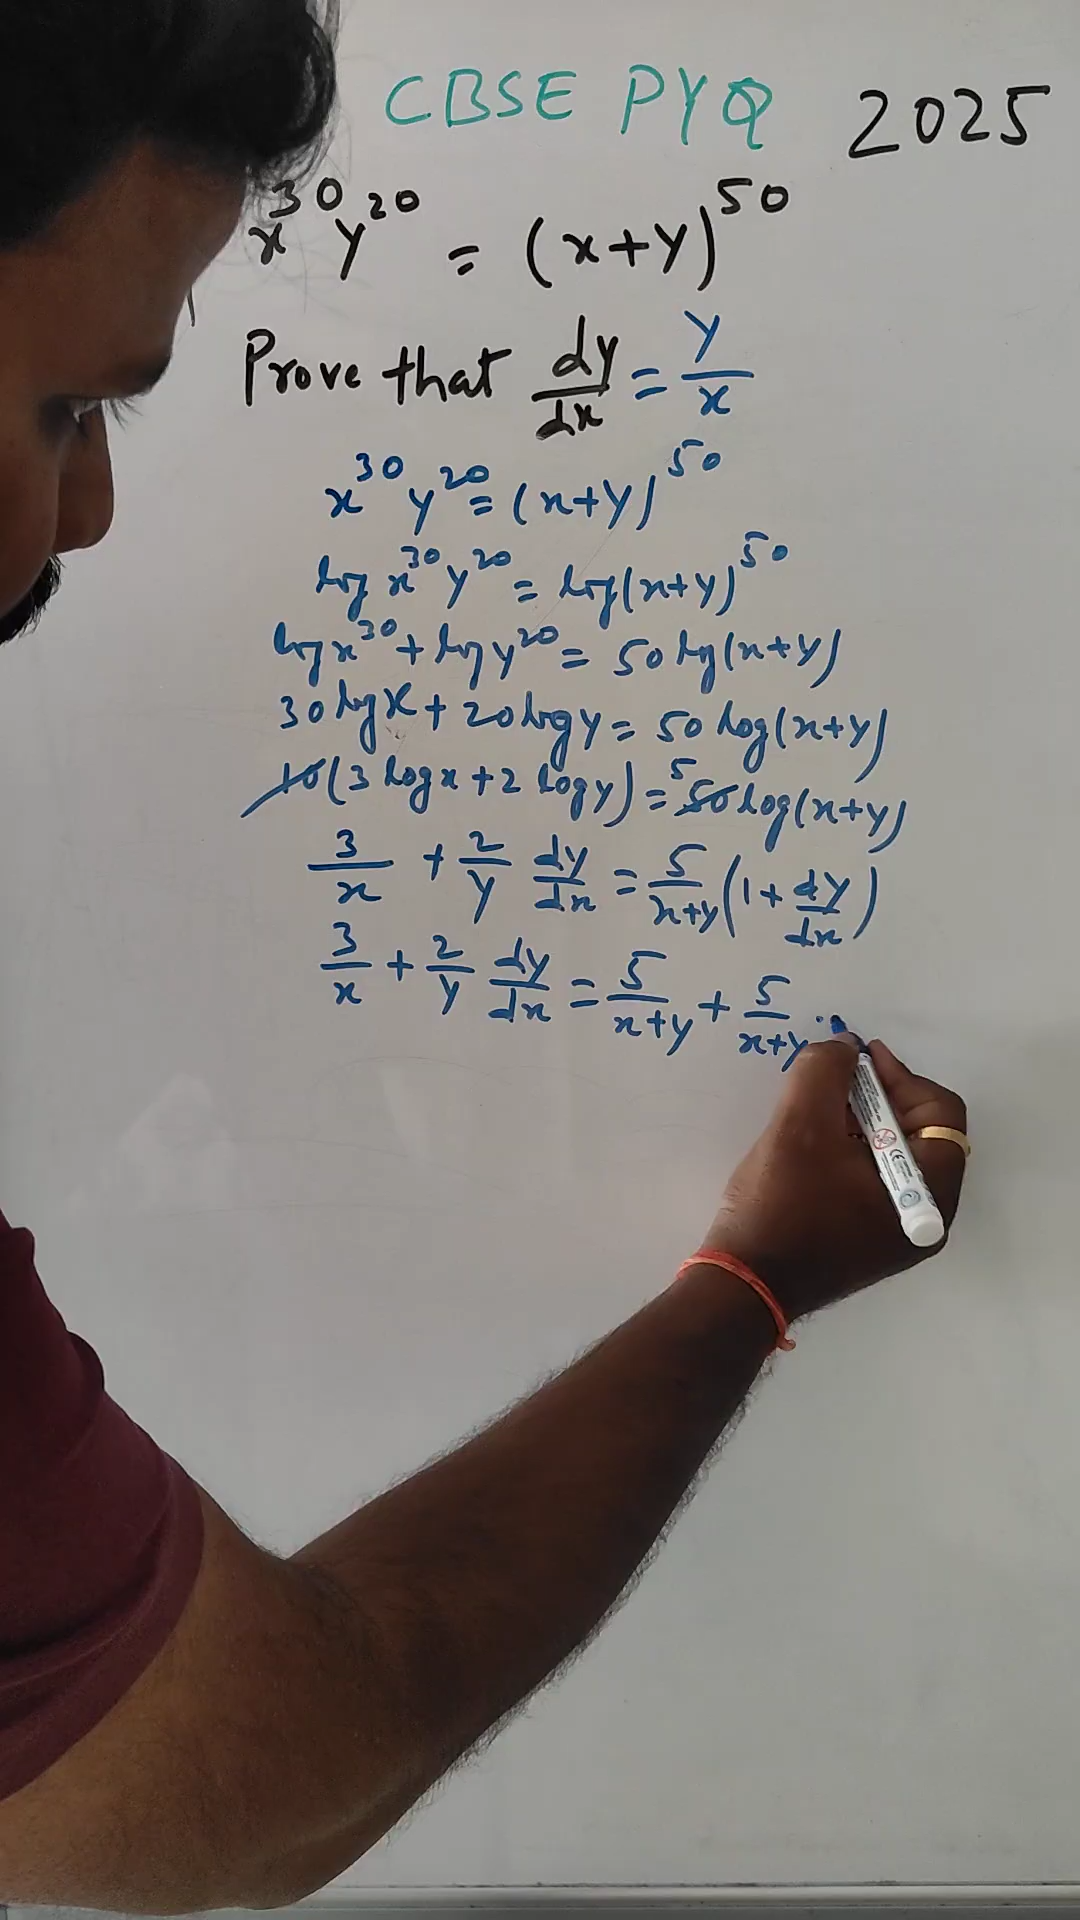 CBSE PYQ 2025
x^30 y^20 = (x+y)^50
Prove that dy/dx = y/x
x^30 y^20 = (x+y)^50
log x^30 y^20 = log(x+y)^50
log x^30 + log y^20 = 50 log(x+y)
30 log x + 20 log y = 50 log(x+y)
10(3 log x + 2 log y) = 5 50 log(x+y)
3/x + 2/y dy/dx = 5/x+y (1 + dy/dx)
3/x + 2/y dy/dx = 5/x+y + 5/x+y .